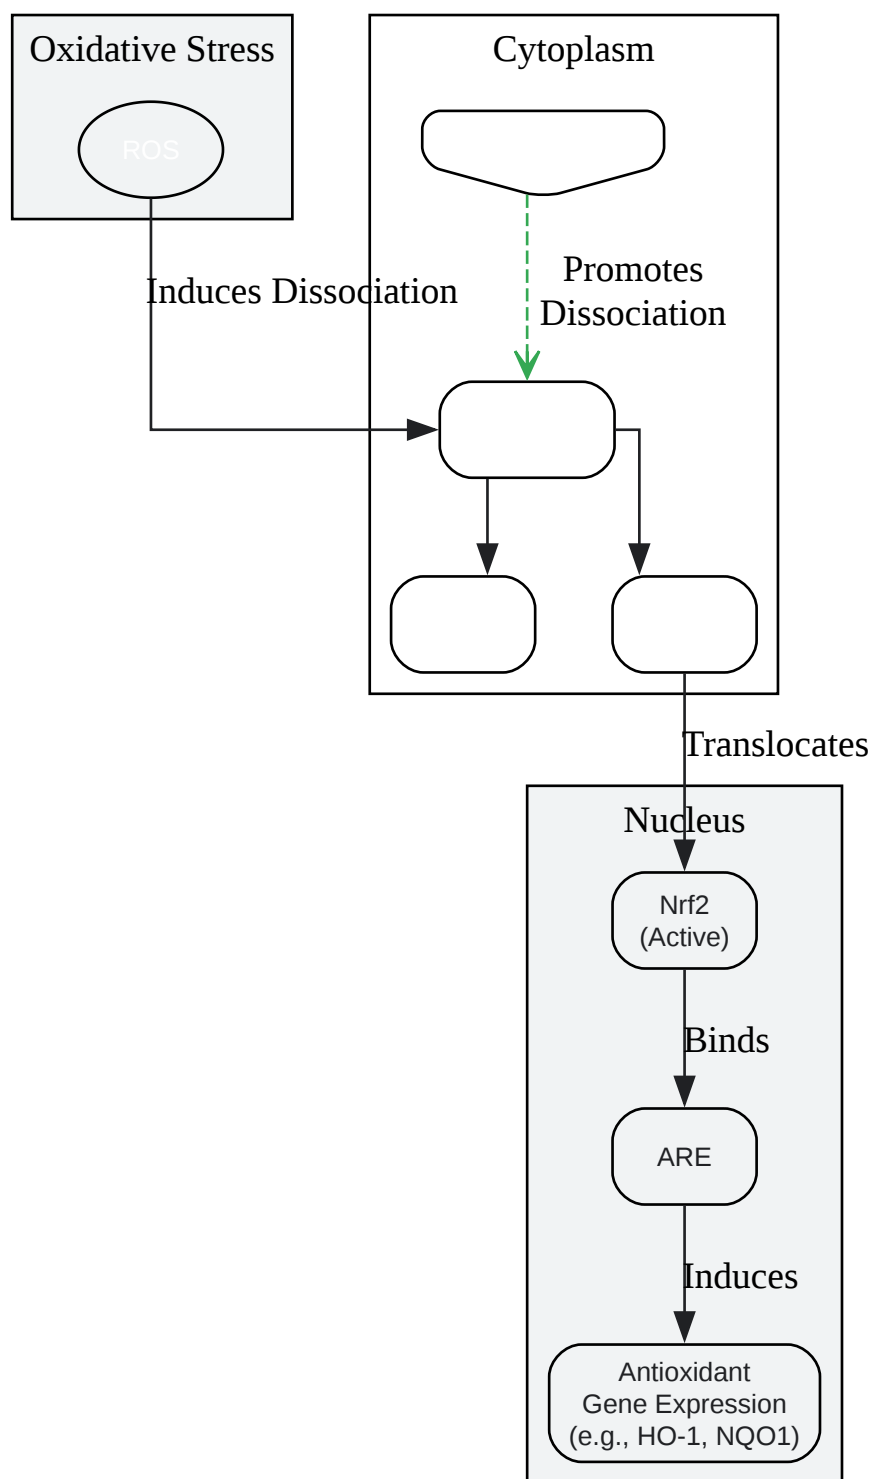 Oxidative Stress
Cytoplasm
ROS
Induces Dissociation
Promotes
Dissociation
Translocates
Nucleus
Nrf2
(Active)
Binds
ARE
Induces
Antioxidant
Gene Expression
(e.g., HO-1, NQO1)